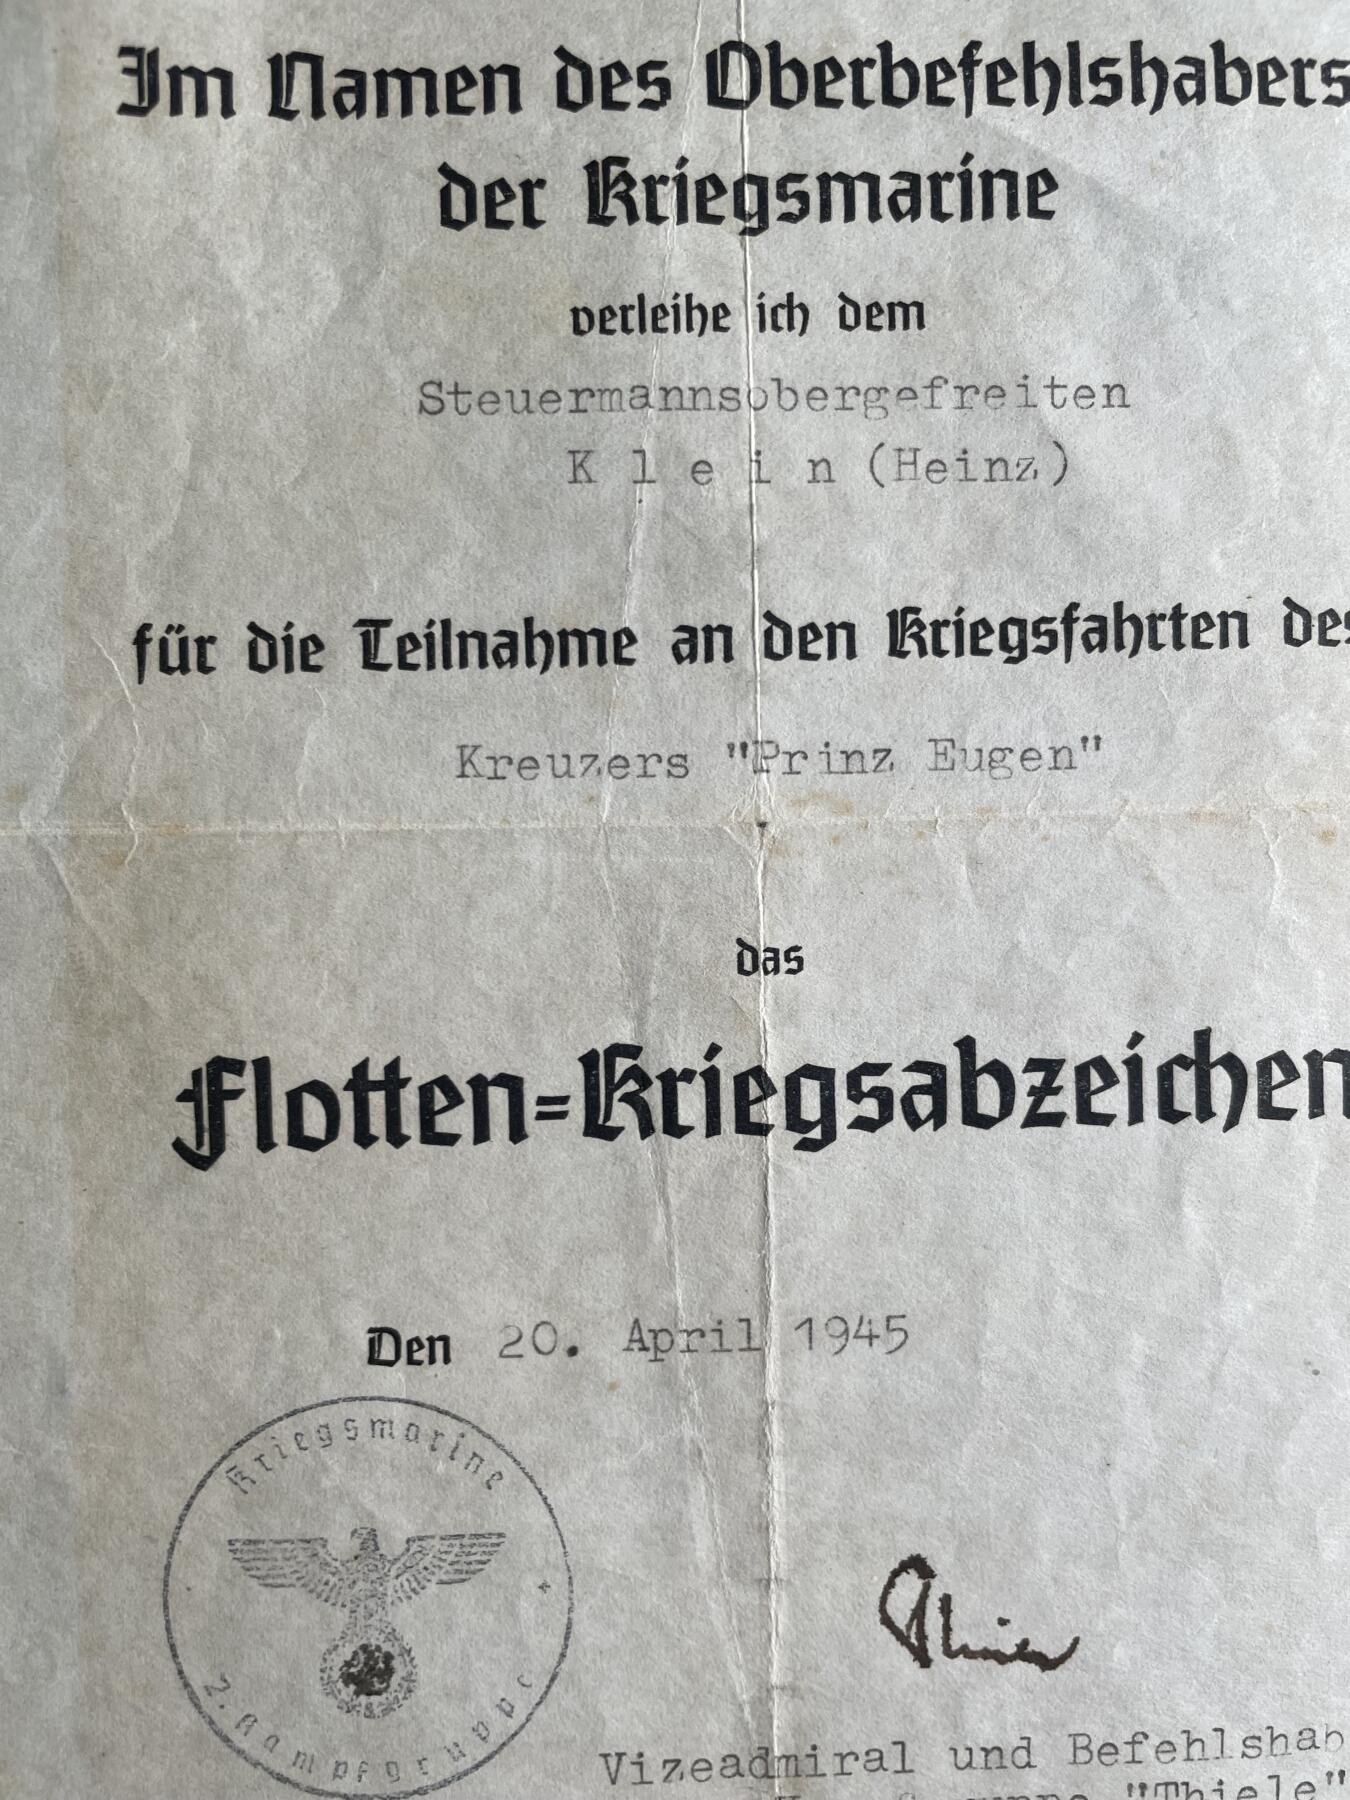 Im Namen des Oberbefehlshabers
der Kriegsmarine
verleihe ich dem
Steuermannsobergefreiten
K l e i n (Heinz)
für die Teilnahme an den Kriegsfahrten des
Kreuzers "Prinz Eugen"
das
Flotten=Kriegsabzeichen
Den 20. April 1945
Kriegsmarine
2. Kampfgruppe
Vizeadmiral und Befehlshab
"Thiele"